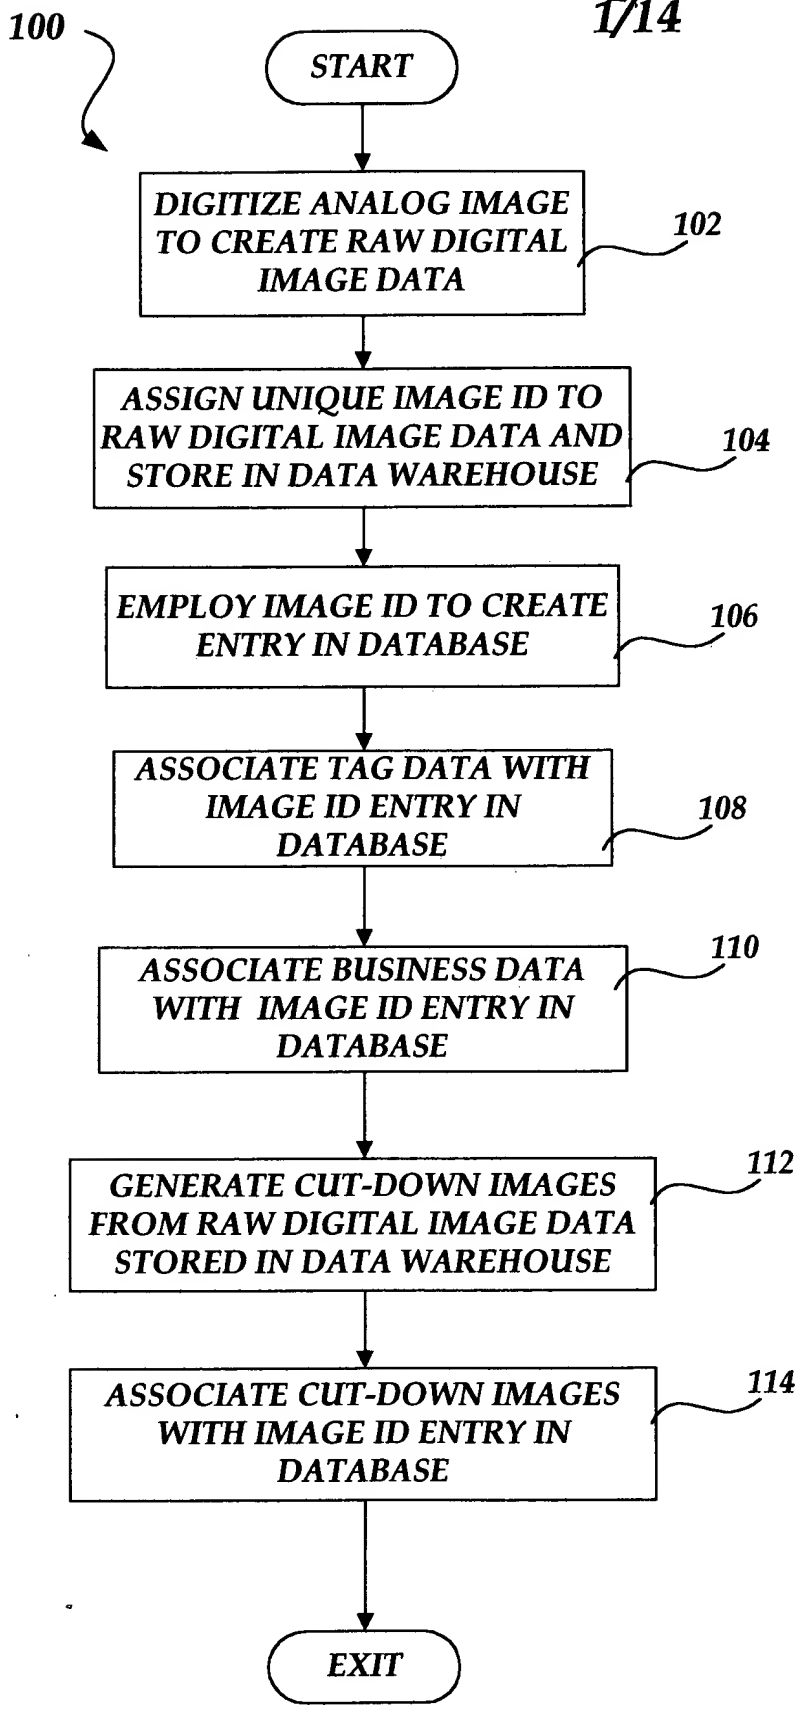 1/14
100
START
DIGITIZE ANALOG IMAGE
TO CREATE RAW DIGITAL
IMAGE DATA
102
ASSIGN UNIQUE IMAGE ID TO
RAW DIGITAL IMAGE DATA AND
STORE IN DATA WAREHOUSE
104
EMPLOY IMAGE ID TO CREATE
ENTRY IN DATABASE
106
ASSOCIATE TAG DATA WITH
IMAGE ID ENTRY IN
DATABASE
108
ASSOCIATE BUSINESS DATA
WITH IMAGE ID ENTRY IN
DATABASE
110
GENERATE CUT-DOWN IMAGES
FROM RAW DIGITAL IMAGE DATA
STORED IN DATA WAREHOUSE
112
ASSOCIATE CUT-DOWN IMAGES
WITH IMAGE ID ENTRY IN
DATABASE
114
EXIT